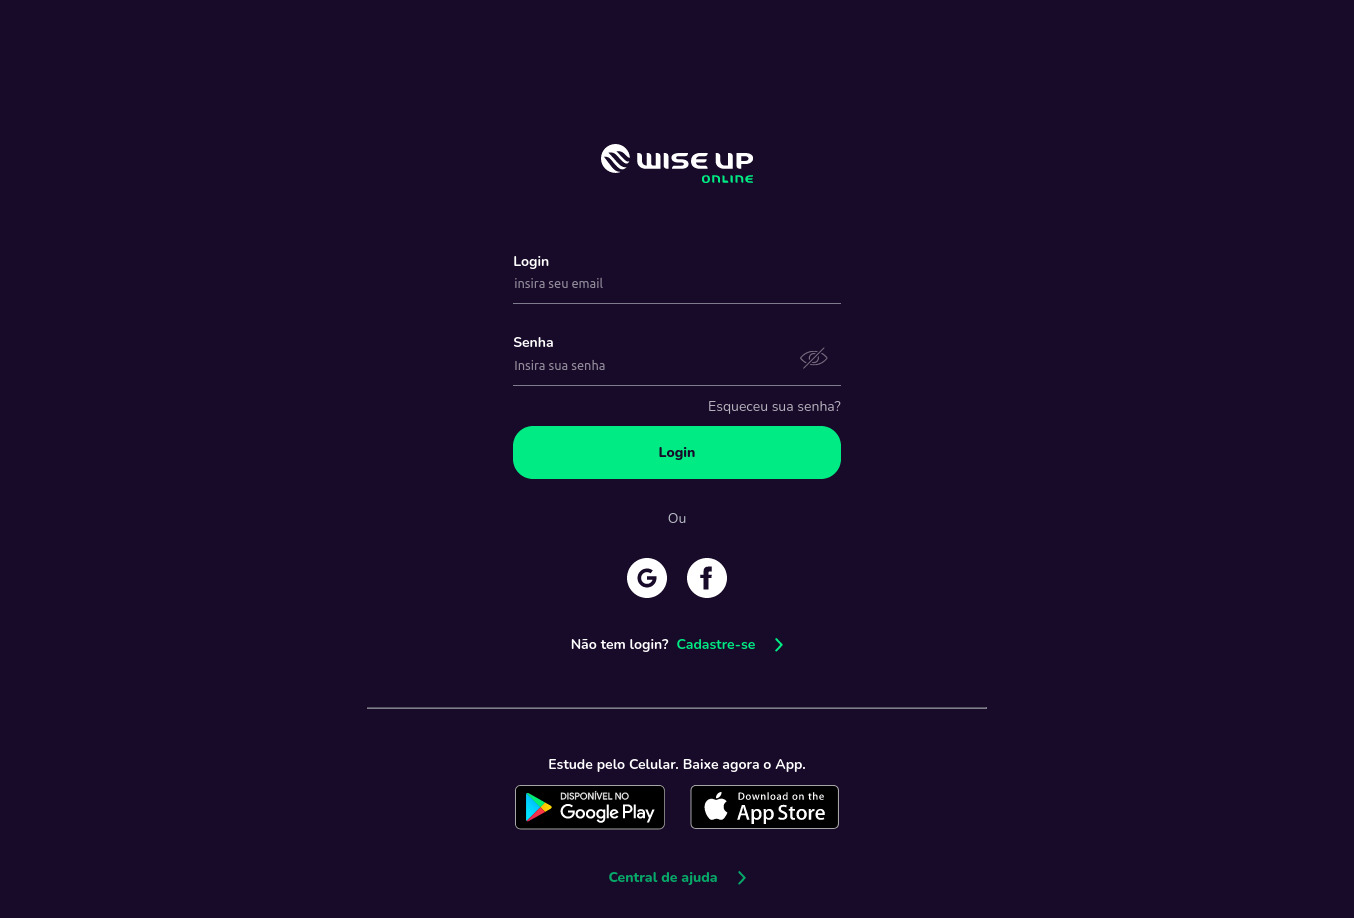 WISE UP
ONLINE
Login
insira seu email
Senha
Insira sua senha
Esqueceu sua senha?
Login
Ou
G f
Não tem login? Cadastre-se
Estude pelo Celular. Baixe agora o App.
DISPONÍVEL NO
Google Play
Download on the
App Store
Central de ajuda